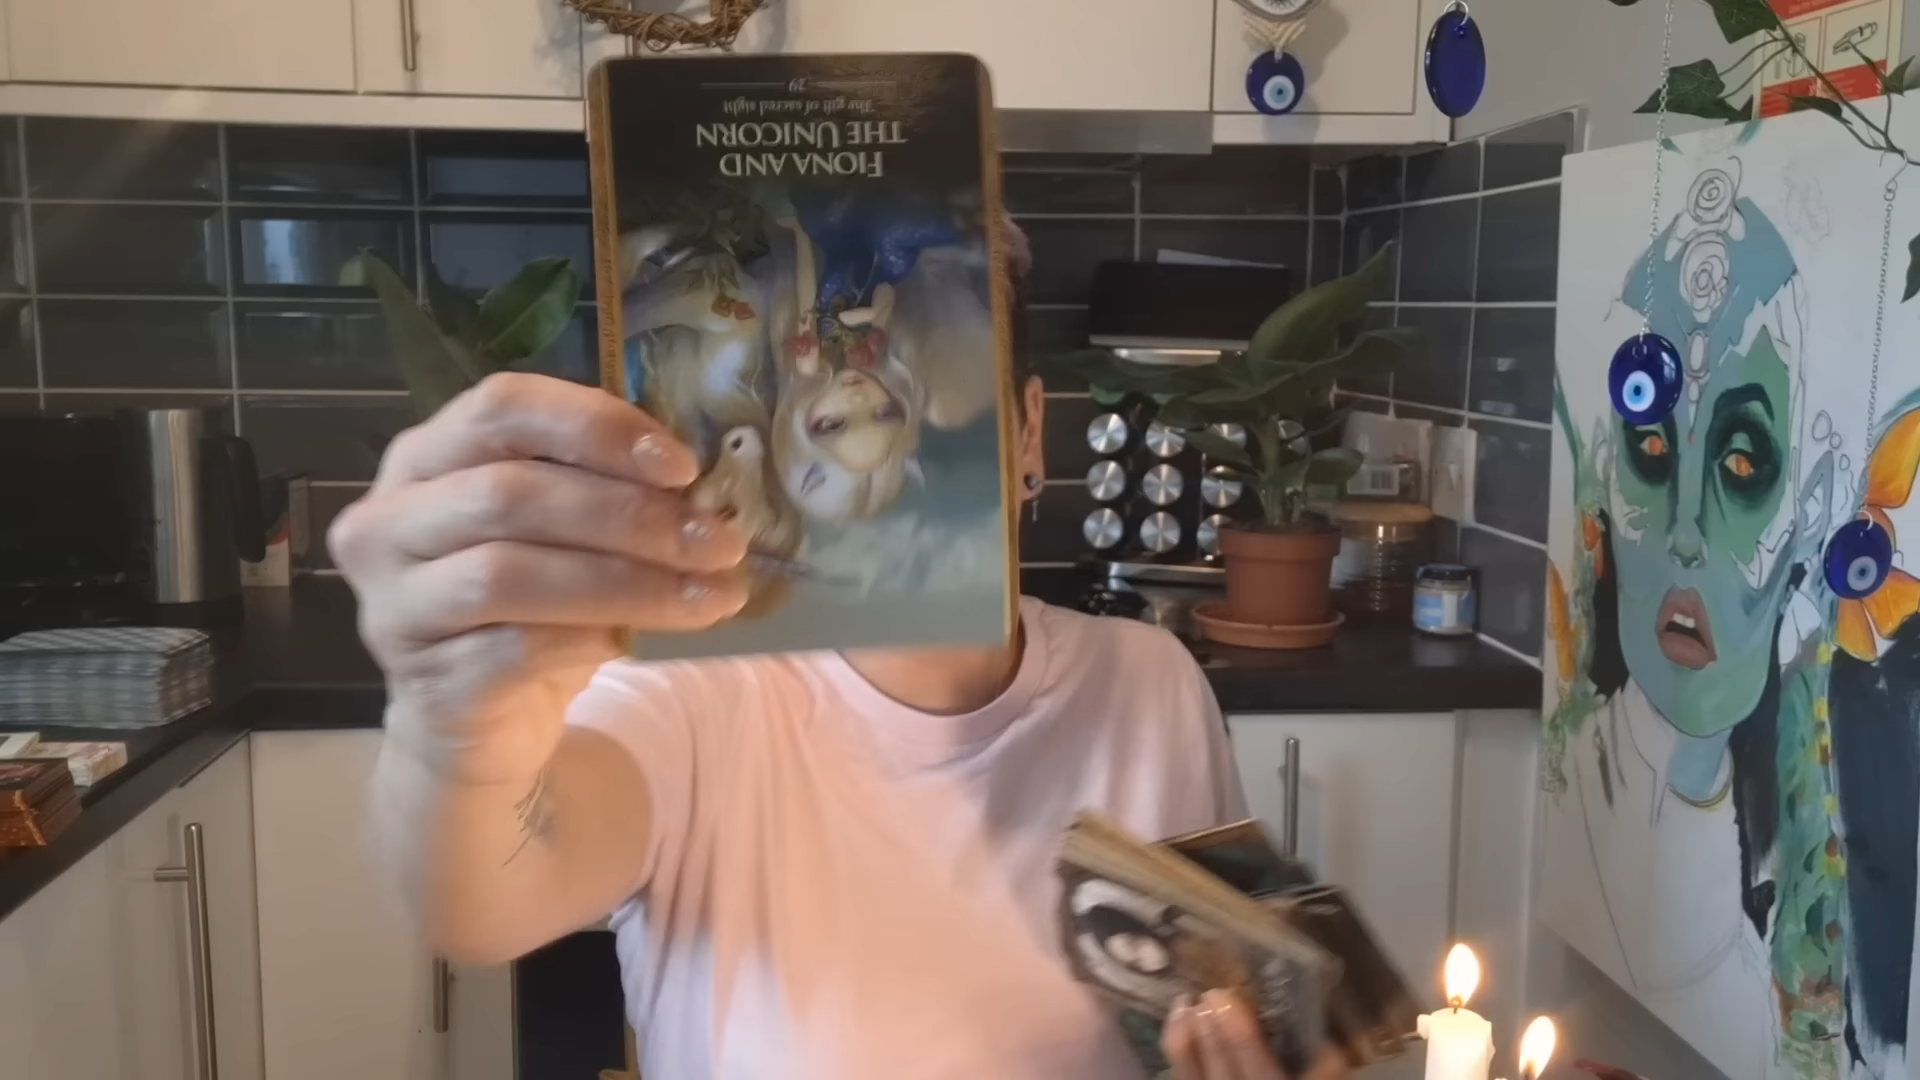 FIONA AND
THE UNICORN
The gift of sacred sight
29